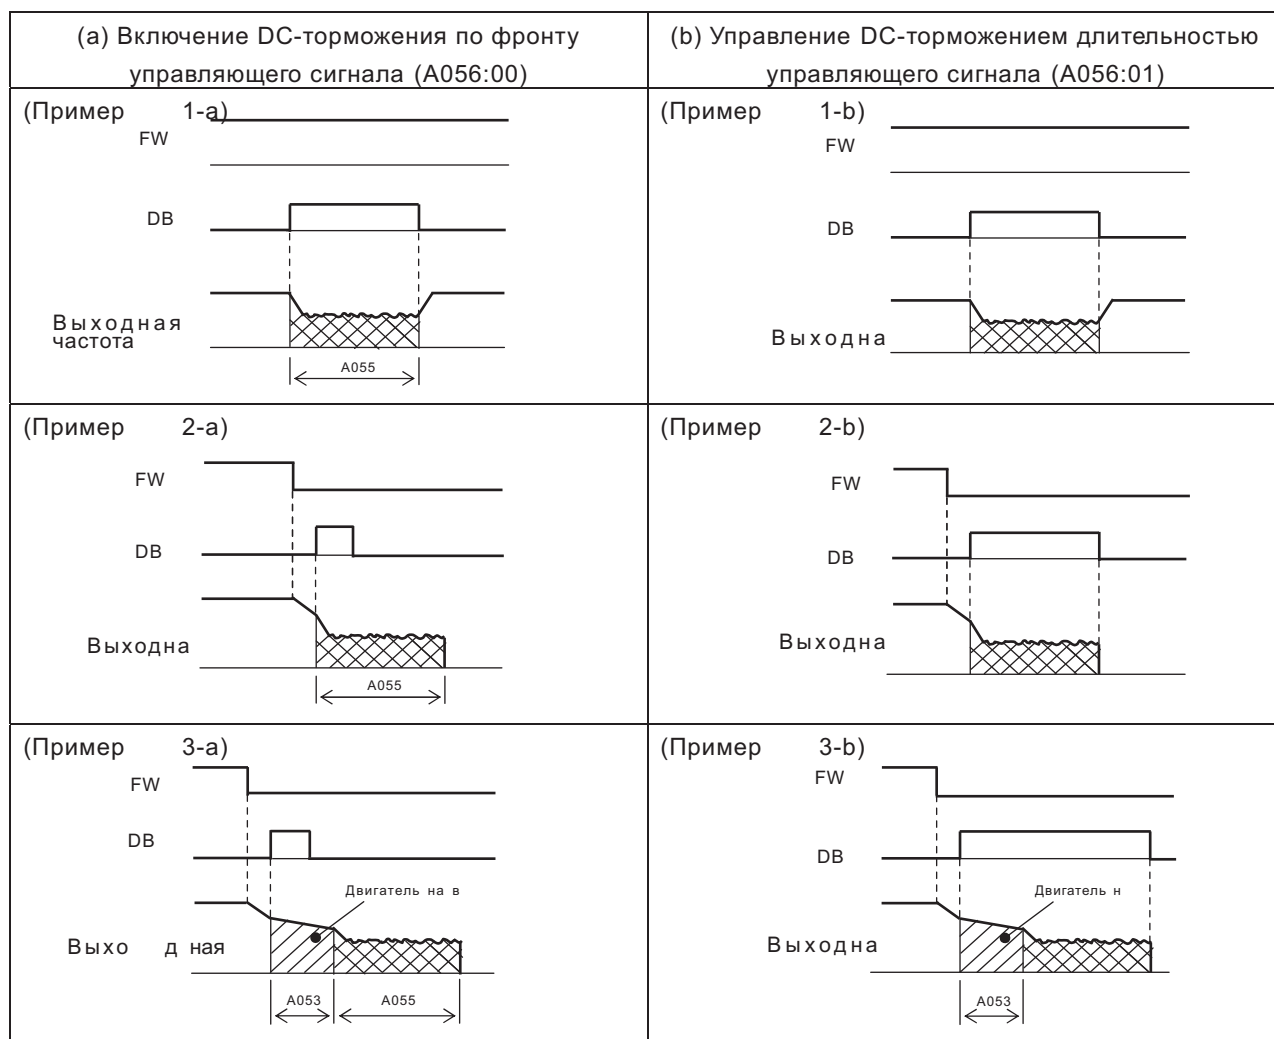 (a) Включение DC-торможения по фронту
управляющего сигнала (A056:00)
(b) Управление DC-торможением длительностью
управляющего сигнала (A056:01)
(Пример 1-a)
FW
DB
Выходная
частота
A055
(Пример 1-b)
FW
DB
Выходна
(Пример 2-a)
FW
DB
Выходна
A055
(Пример 2-b)
FW
DB
Выходна
(Пример 3-a)
FW
DB
Двигатель на в
Выхо д ная
A053 A055
(Пример 3-b)
FW
DB
Двигатель н
Выходна
A053